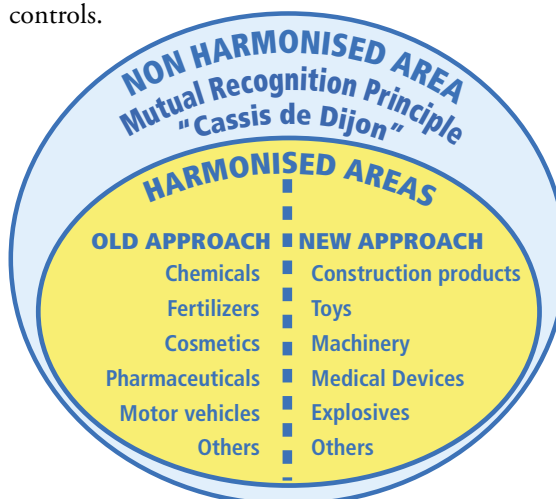 controls.
NON HARMONISED AREA
Mutual Recognition Principle
"Cassis de Dijon"
HARMONISED AREAS
OLD APPROACH
Chemicals
Fertilizers
Cosmetics
Pharmaceuticals
Motor vehicles
Others
NEW APPROACH
Construction products
Toys
Machinery
Medical Devices
Explosives
Others